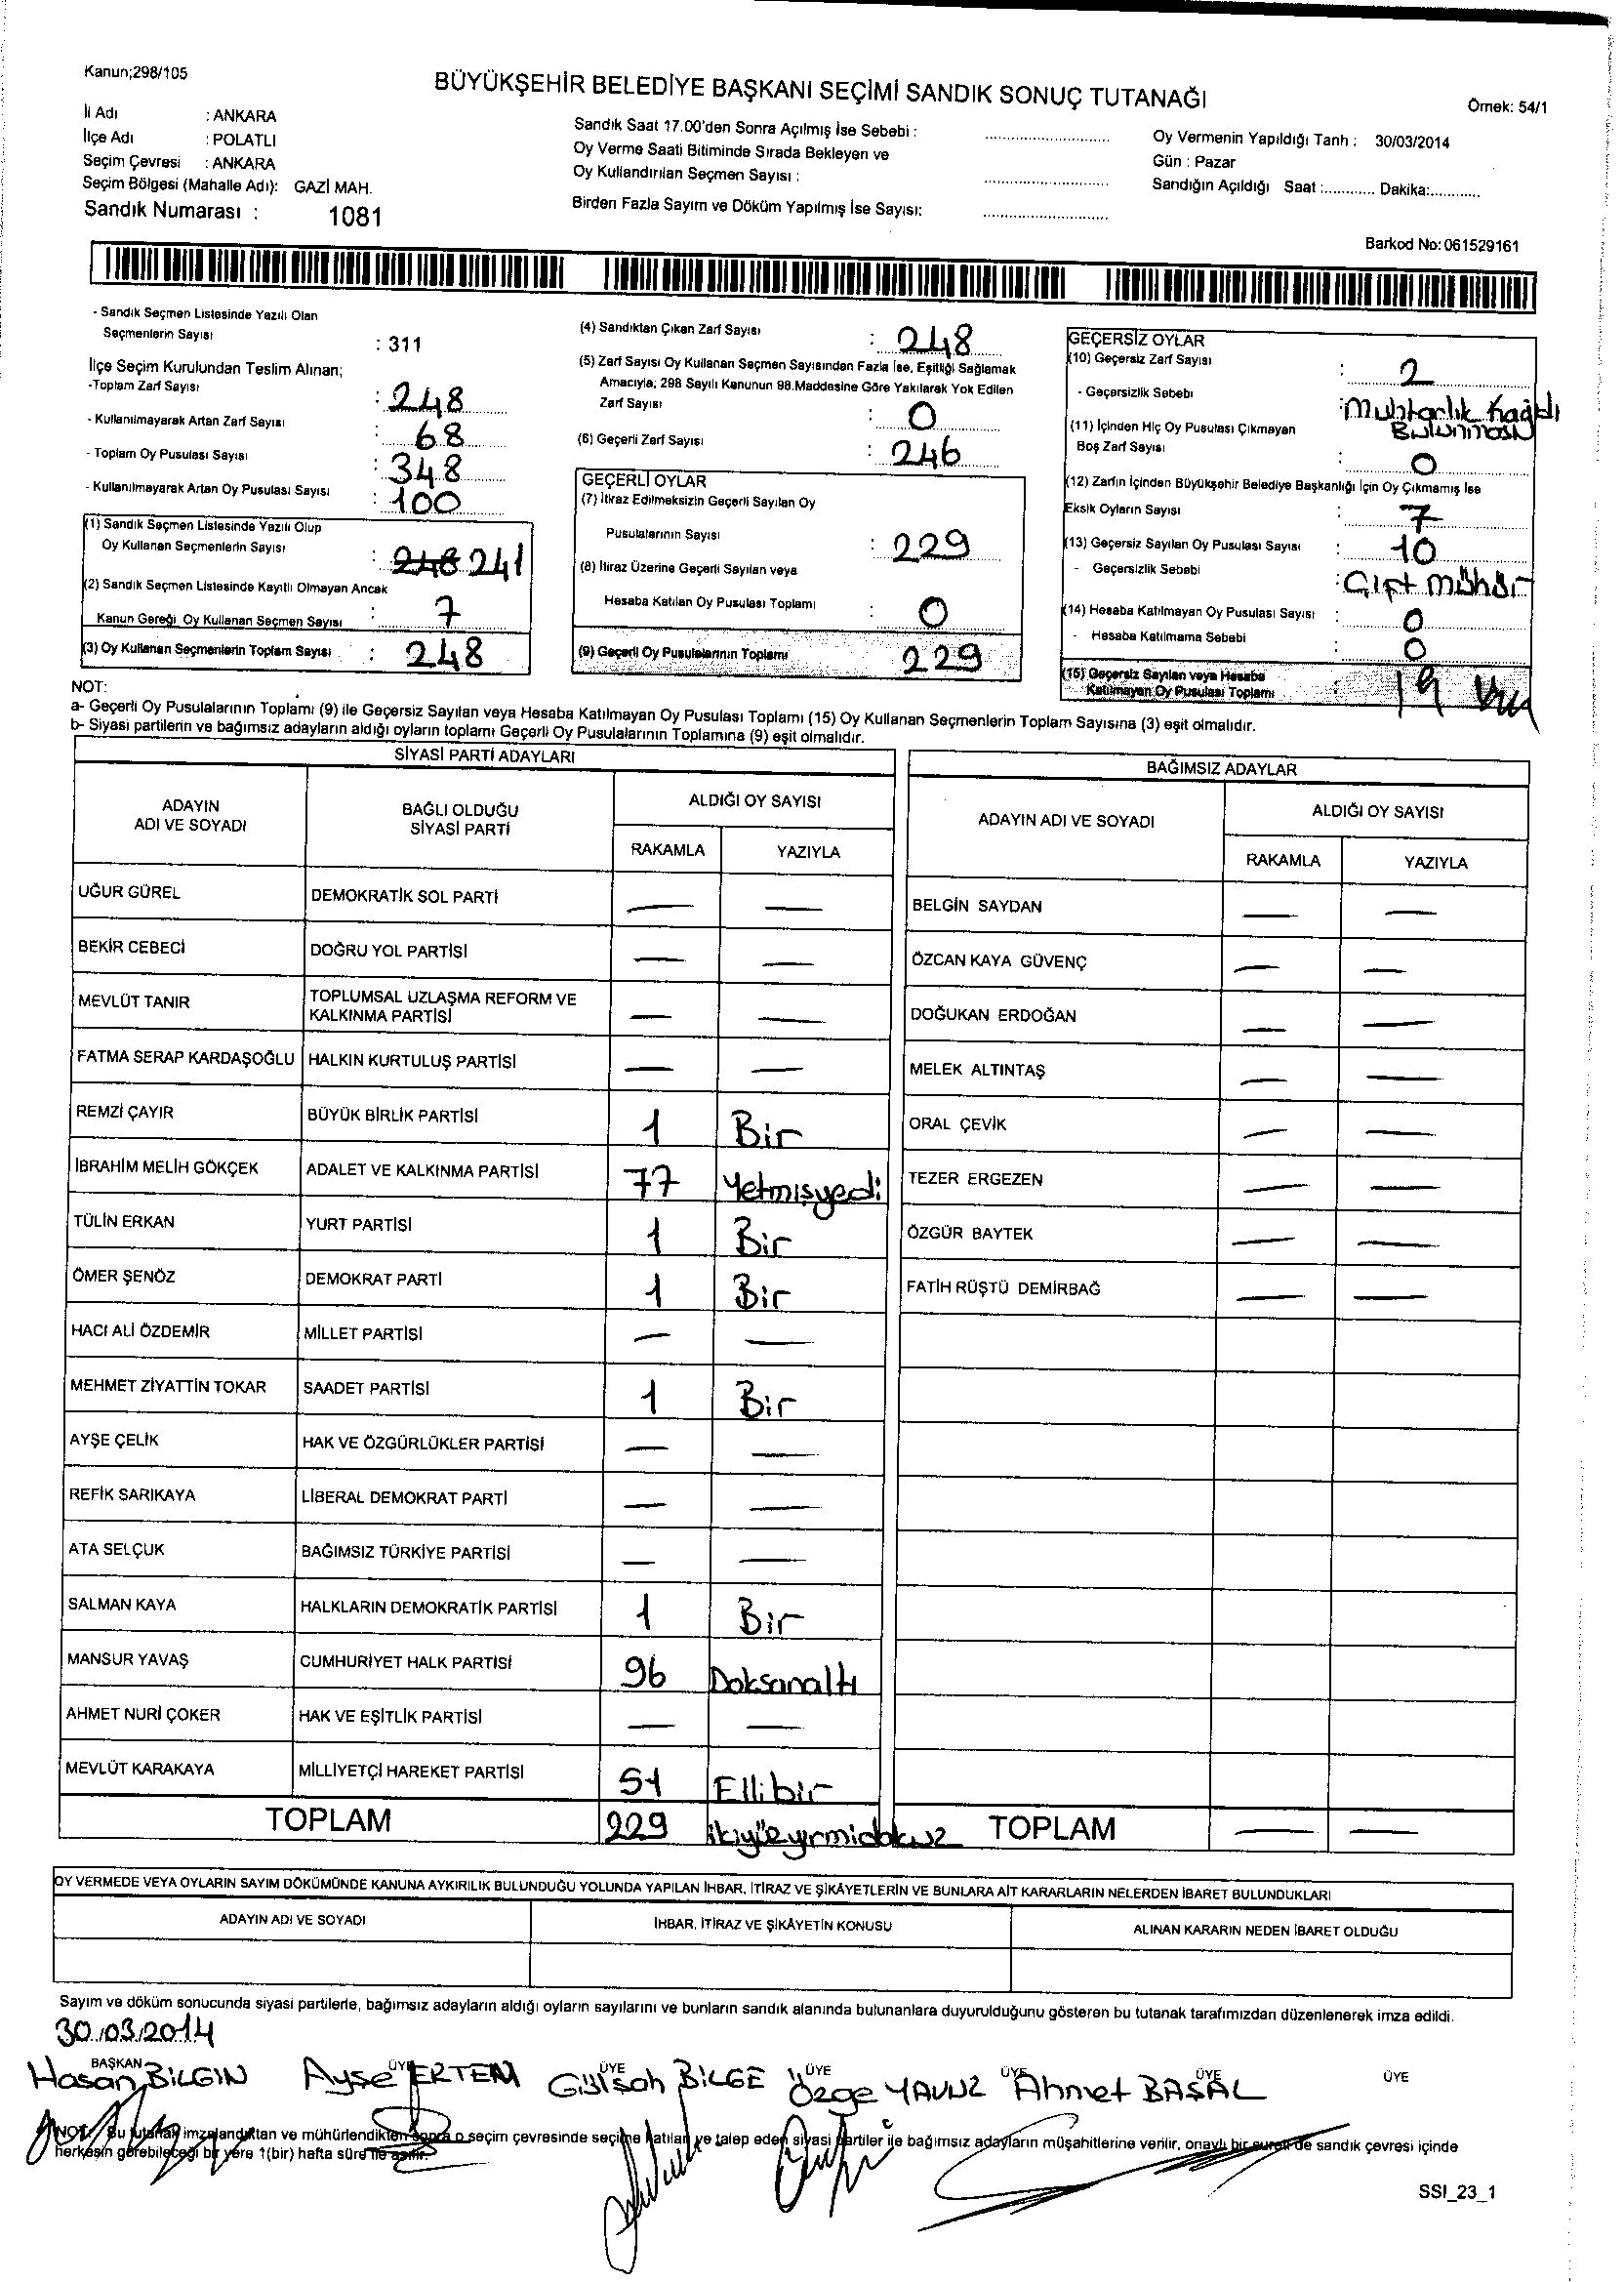 Kanun;298/105
BÜYÜKŞEHİR BELEDİYE BAŞKANI SEÇİMİ SANDIK SONUÇ TUTANAĞI
Örnek: 54/1
İl Adı : ANKARA
İlçe Adı : POLATLI
Seçim Çevresi : ANKARA
Seçim Bölgesi (Mahalle Adı): GAZİ MAH.
Sandık Numarası : 1081
Sandık Saat 17.00'den Sonra Açılmış İse Sebebi :
Oy Verme Saati Bitiminde Sırada Bekleyen ve
Oy Kullandırılan Seçmen Sayısı :
Birden Fazla Sayım ve Döküm Yapılmış İse Sayısı:
Oy Vermenin Yapıldığı Tarih : 30/03/2014
Gün : Pazar
Sandığın Açıldığı Saat :............ Dakika:............
Barkod No: 061529161
- Sandık Seçmen Listesinde Yazılı Olan
Seçmenlerin Sayısı : 311
İlçe Seçim Kurulundan Teslim Alınan;
-Toplam Zarf Sayısı : 248
- Kullanılmayarak Artan Zarf Sayısı : 68
- Toplam Oy Pusulası Sayısı : 348
- Kullanılmayarak Artan Oy Pusulası Sayısı : 100
(1) Sandık Seçmen Listesinde Yazılı Olup
Oy Kullanan Seçmenlerin Sayısı : 248 241
(2) Sandık Seçmen Listesinde Kayıtlı Olmayan Ancak
Kanun Gereği Oy Kullanan Seçmen Sayısı : 7
(3) Oy Kullanan Seçmenlerin Toplam Sayısı : 248
(4) Sandıktan Çıkan Zarf Sayısı : 248
(5) Zarf Sayısı Oy Kullanan Seçmen Sayısından Fazla İse, Eşitliği Sağlamak
Amacıyla; 298 Sayılı Kanunun 98.Maddesine Göre Yakılarak Yok Edilen
Zarf Sayısı : 0
(6) Geçerli Zarf Sayısı : 246
GEÇERLİ OYLAR
(7) İtiraz Edilmeksizin Geçerli Sayılan Oy
Pusulalarının Sayısı : 229
(8) İtiraz Üzerine Geçerli Sayılan veya
Hesaba Katılan Oy Pusulası Toplamı : 0
(9) Geçerli Oy Pusulalarının Toplamı 229
GEÇERSİZ OYLAR
(10) Geçersiz Zarf Sayısı : 2
- Geçersizlik Sebebi : Muhtarlık Kağıdı
Bulunması
(11) İçinden Hiç Oy Pusulası Çıkmayan
Boş Zarf Sayısı : 0
(12) Zarfın İçinden Büyükşehir Belediye Başkanlığı İçin Oy Çıkmamış İse
Eksik Oyların Sayısı : 7
(13) Geçersiz Sayılan Oy Pusulası Sayısı : 10
- Geçersizlik Sebebi : Çift mühür
(14) Hesaba Katılmayan Oy Pusulası Sayısı : 0
- Hesaba Katılmama Sebebi : 0
(15) Geçersiz Sayılan veya Hesaba
Katılmayan Oy Pusulası Toplamı 19
NOT:
a- Geçerli Oy Pusulalarının Toplamı (9) ile Geçersiz Sayılan veya Hesaba Katılmayan Oy Pusulası Toplamı (15) Oy Kullanan Seçmenlerin Toplam Sayısına (3) eşit olmalıdır.
b- Siyasi partilerin ve bağımsız adayların aldığı oyların toplamı Geçerli Oy Pusulalarının Toplamına (9) eşit olmalıdır.
SİYASİ PARTİ ADAYLARI
ADAYIN ADI VE SOYADI
BAĞLI OLDUĞU SİYASİ PARTİ
ALDIĞI OY SAYISI
RAKAMLA YAZIYLA
UĞUR GÜREL DEMOKRATİK SOL PARTİ — —
BEKİR CEBECİ DOĞRU YOL PARTİSİ — —
MEVLÜT TANIR TOPLUMSAL UZLAŞMA REFORM VE KALKINMA PARTİSİ — —
FATMA SERAP KARDAŞOĞLU HALKIN KURTULUŞ PARTİSİ — —
REMZİ ÇAYIR BÜYÜK BİRLİK PARTİSİ 1 Bir
İBRAHİM MELİH GÖKÇEK ADALET VE KALKINMA PARTİSİ 77 Yetmişyedi
TÜLİN ERKAN YURT PARTİSİ 1 Bir
ÖMER ŞENÖZ DEMOKRAT PARTİ 1 Bir
HACI ALİ ÖZDEMİR MİLLET PARTİSİ — —
MEHMET ZİYATTİN TOKAR SAADET PARTİSİ 1 Bir
AYŞE ÇELİK HAK VE ÖZGÜRLÜKLER PARTİSİ — —
REFİK SARIKAYA LİBERAL DEMOKRAT PARTİ — —
ATA SELÇUK BAĞIMSIZ TÜRKİYE PARTİSİ — —
SALMAN KAYA HALKLARIN DEMOKRATİK PARTİSİ 1 Bir
MANSUR YAVAŞ CUMHURİYET HALK PARTİSİ 96 Doksanaltı
AHMET NURİ ÇOKER HAK VE EŞİTLİK PARTİSİ — —
MEVLÜT KARAKAYA MİLLİYETÇİ HAREKET PARTİSİ 51 Ellibir
TOPLAM 229 ikiyüzyirmidokuz
BAĞIMSIZ ADAYLAR
ADAYIN ADI VE SOYADI
ALDIĞI OY SAYISI
RAKAMLA YAZIYLA
BELGİN SAYDAN — —
ÖZCAN KAYA GÜVENÇ — —
DOĞUKAN ERDOĞAN — —
MELEK ALTINTAŞ — —
ORAL ÇEVİK — —
TEZER ERGEZEN — —
ÖZGÜR BAYTEK — —
FATİH RÜŞTÜ DEMİRBAĞ — —
TOPLAM — —
OY VERMEDE VEYA OYLARIN SAYIM DÖKÜMÜNDE KANUNA AYKIRILIK BULUNDUĞU YOLUNDA YAPILAN İHBAR, İTİRAZ VE ŞİKÂYETLERİN VE BUNLARA AİT KARARLARIN NELERDEN İBARET BULUNDUKLARI
ADAYIN ADI VE SOYADI İHBAR, İTİRAZ VE ŞİKÂYETİN KONUSU ALINAN KARARIN NEDEN İBARET OLDUĞU
Sayım ve döküm sonucunda siyasi partilerle, bağımsız adayların aldığı oyların sayılarını ve bunların sandık alanında bulunanlara duyurulduğunu gösteren bu tutanak tarafımızdan düzenlenerek imza edildi.
30.03.2014
BAŞKAN ÜYE ÜYE ÜYE ÜYE ÜYE ÜYE
Hasan BİLGİN Ayşe ERTEM Gülşah BİLGE Özge YAVUZ Ahmet BAŞAL
NOT: Bu tutanak imzalandıktan ve mühürlendikten sonra o seçim çevresinde seçime katılan ve talep eden siyasi partiler ile bağımsız adayların müşahitlerine verilir, onaylı bir sureti de sandık çevresi içinde
herkesin görebileceği bir yere 1(bir) hafta süre ile asılır.
SSI_23_1